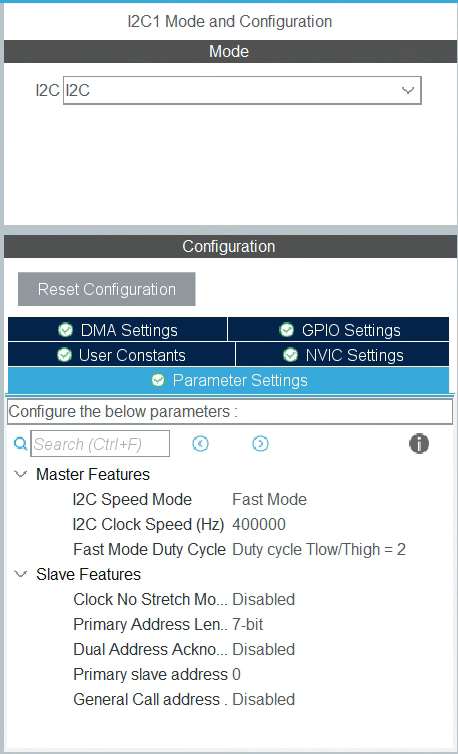 I2C1 Mode and Configuration
Mode
I2C I2C
Configuration
Reset Configuration
DMA Settings GPIO Settings
User Constants NVIC Settings
Parameter Settings
Configure the below parameters :
Search (Ctrl+F)
Master Features
I2C Speed Mode Fast Mode
I2C Clock Speed (Hz) 400000
Fast Mode Duty Cycle Duty cycle Tlow/Thigh = 2
Slave Features
Clock No Stretch Mo... Disabled
Primary Address Len.. 7-bit
Dual Address Ackno... Disabled
Primary slave address 0
General Call address . Disabled